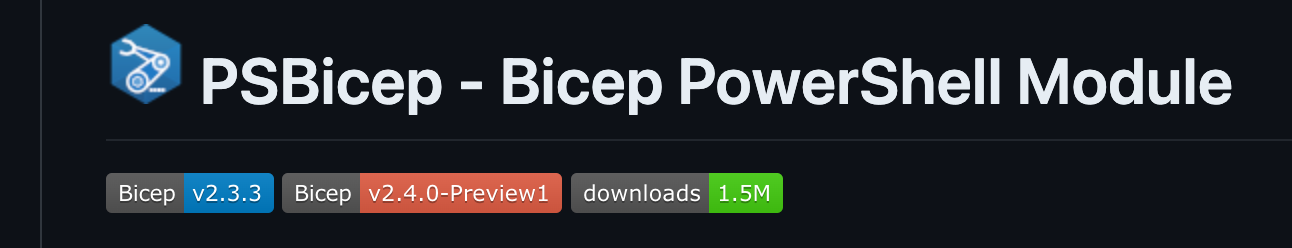 PSBicep - Bicep PowerShell Module
Bicep v2.3.3 Bicep v2.4.0-Preview1 downloads 1.5M